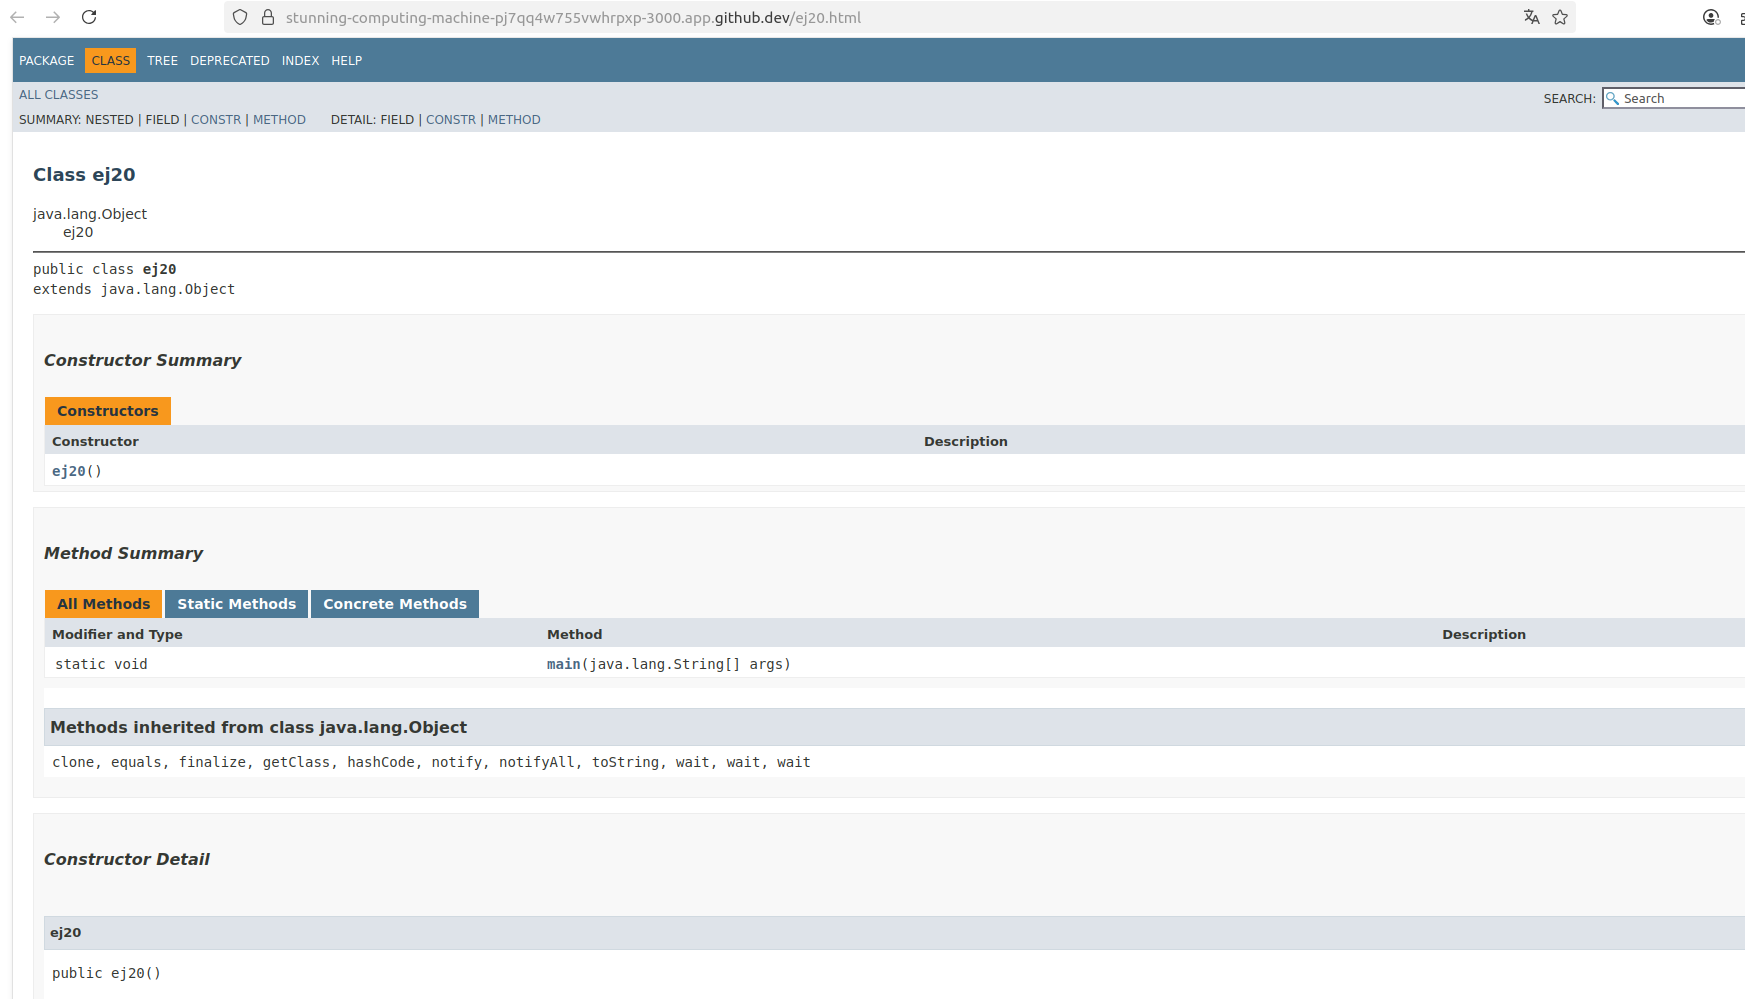 stunning-computing-machine-pj7qq4w755vwhrpxp-3000.app.github.dev/ej20.html
PACKAGE CLASS TREE DEPRECATED INDEX HELP
ALL CLASSES
SEARCH: Search
SUMMARY: NESTED | FIELD | CONSTR | METHOD DETAIL: FIELD | CONSTR | METHOD
Class ej20
java.lang.Object
ej20
public class ej20
extends java.lang.Object
Constructor Summary
Constructors
Constructor Description
ej20()
Method Summary
All Methods Static Methods Concrete Methods
Modifier and Type Method Description
static void main(java.lang.String[] args)
Methods inherited from class java.lang.Object
clone, equals, finalize, getClass, hashCode, notify, notifyAll, toString, wait, wait, wait
Constructor Detail
ej20
public ej20()